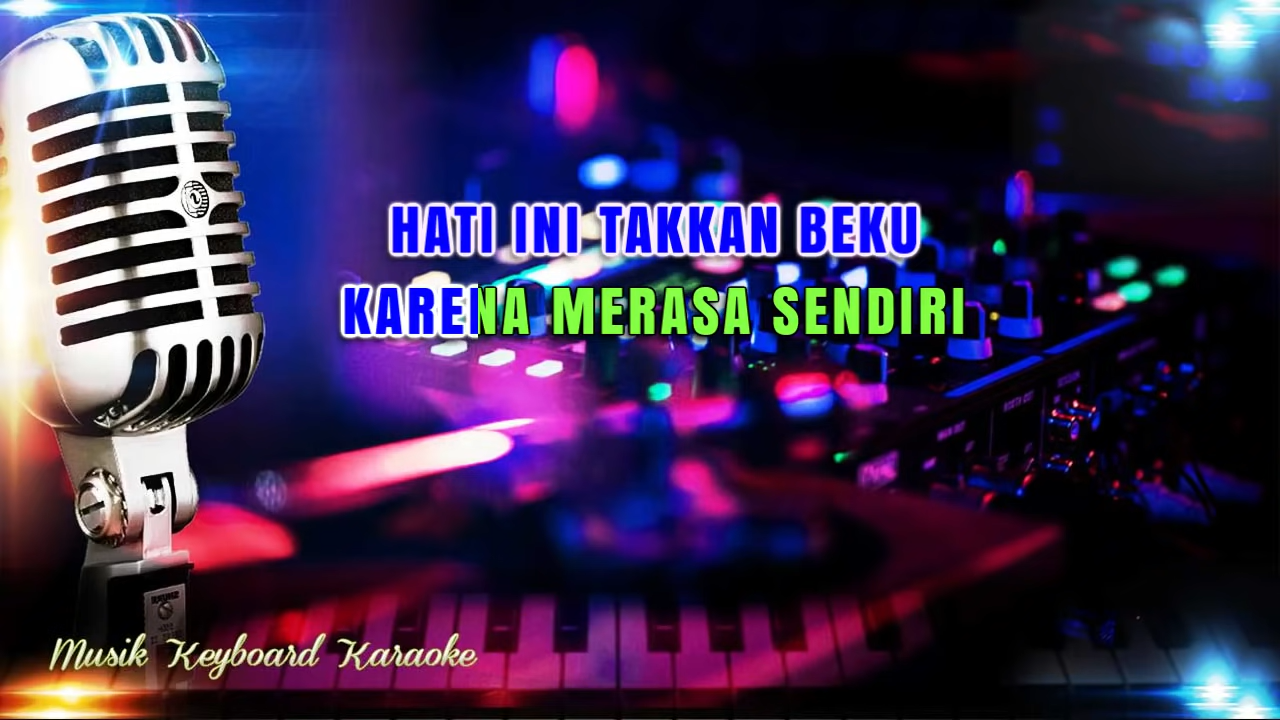 HATI INI TAKKAN BEKU
KARENA MERASA SENDIRI
Musik Keyboard Karaoke